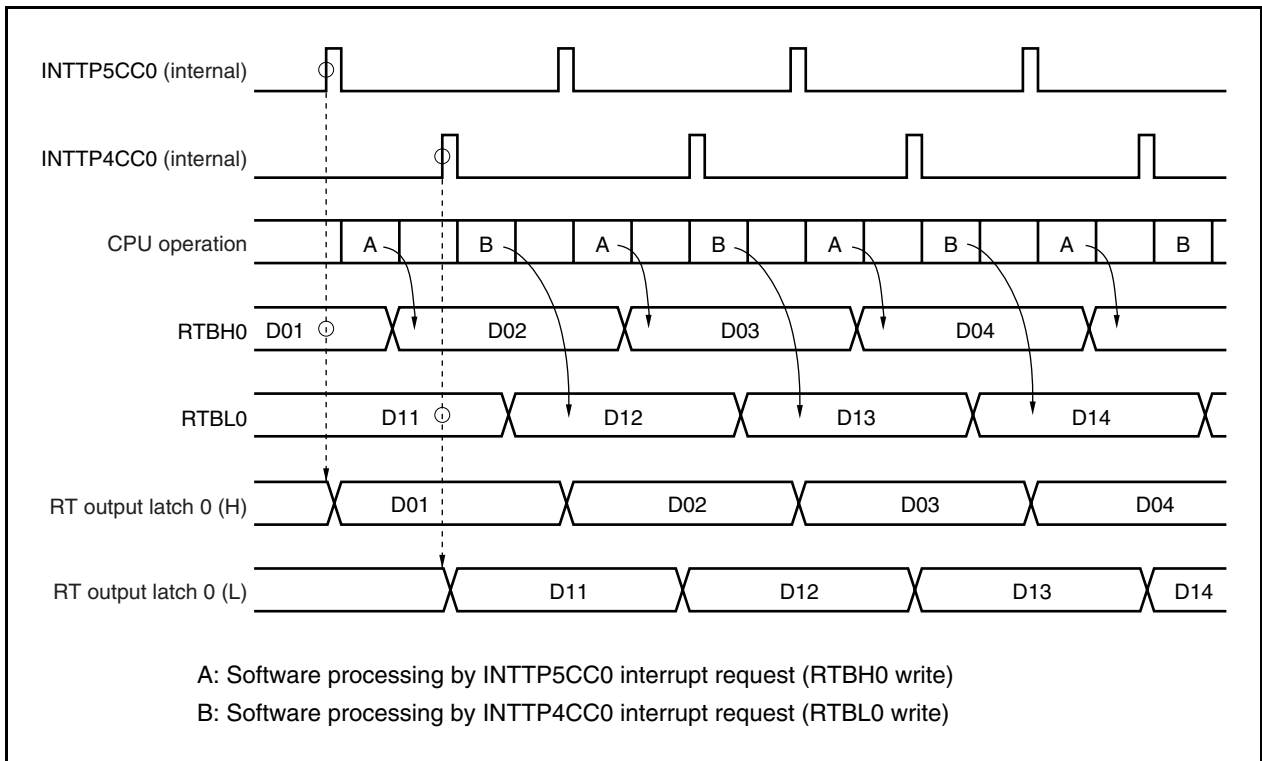 INTTP5CC0 (internal)
INTTP4CC0 (internal)
CPU operation A B A B A B A B
RTBH0 D01 D02 D03 D04
RTBL0 D11 D12 D13 D14
RT output latch 0 (H) D01 D02 D03 D04
RT output latch 0 (L) D11 D12 D13 D14
A: Software processing by INTTP5CC0 interrupt request (RTBH0 write)
B: Software processing by INTTP4CC0 interrupt request (RTBL0 write)